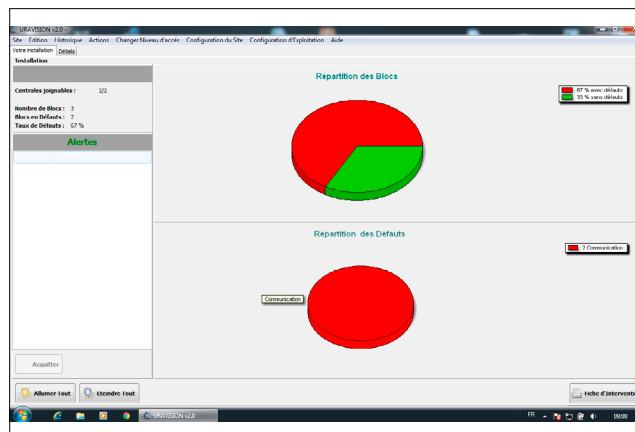 URAVISION v2.0 -
Site Edition Historique Actions Changer Niveau d'accès Configuration du Site Configuration d'Exploitation Aide
Votre installation Détails
Installation
Centrales Joignables : 2/2
Nombre de Blocs : 3
Blocs en Défauts : 2
Taux de Défauts : 67 %
Alertes
Acquitter
Répartition des Blocs
67 % avec défauts
33 % sans défauts
Répartition des Défauts
2 Communication
Communication
Allumer Tout Eteindre Tout Fiche d'Interventi
URAVISION v2.0 FR 09:00